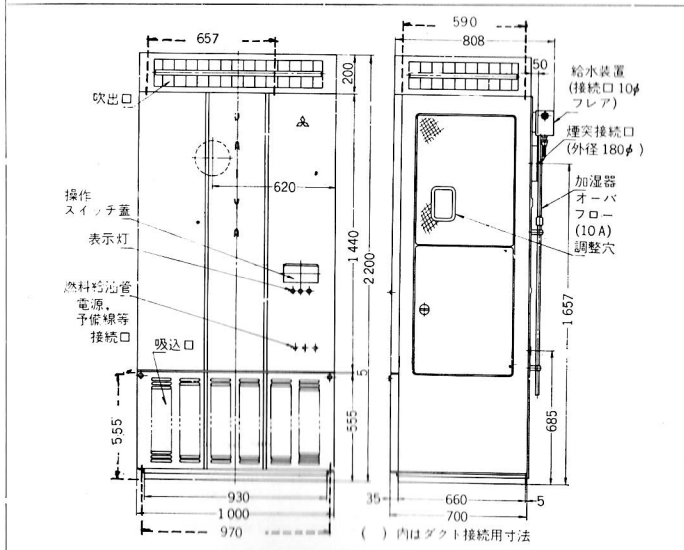 590
657
808
50
200
給水装置
(接続口10φ
フレア)
吹出口
煙突接続口
(外径180φ)
620
加湿器
オーバ
フロー
(10A)
調整穴
操作
スイッチ蓋
表示灯
1440
2200
燃料給油管
電源,
予備線等
接続口
1657
吸込口
5
555
555
685
930
35
660
5
1000
700
970
( ) 内はダクト接続用寸法